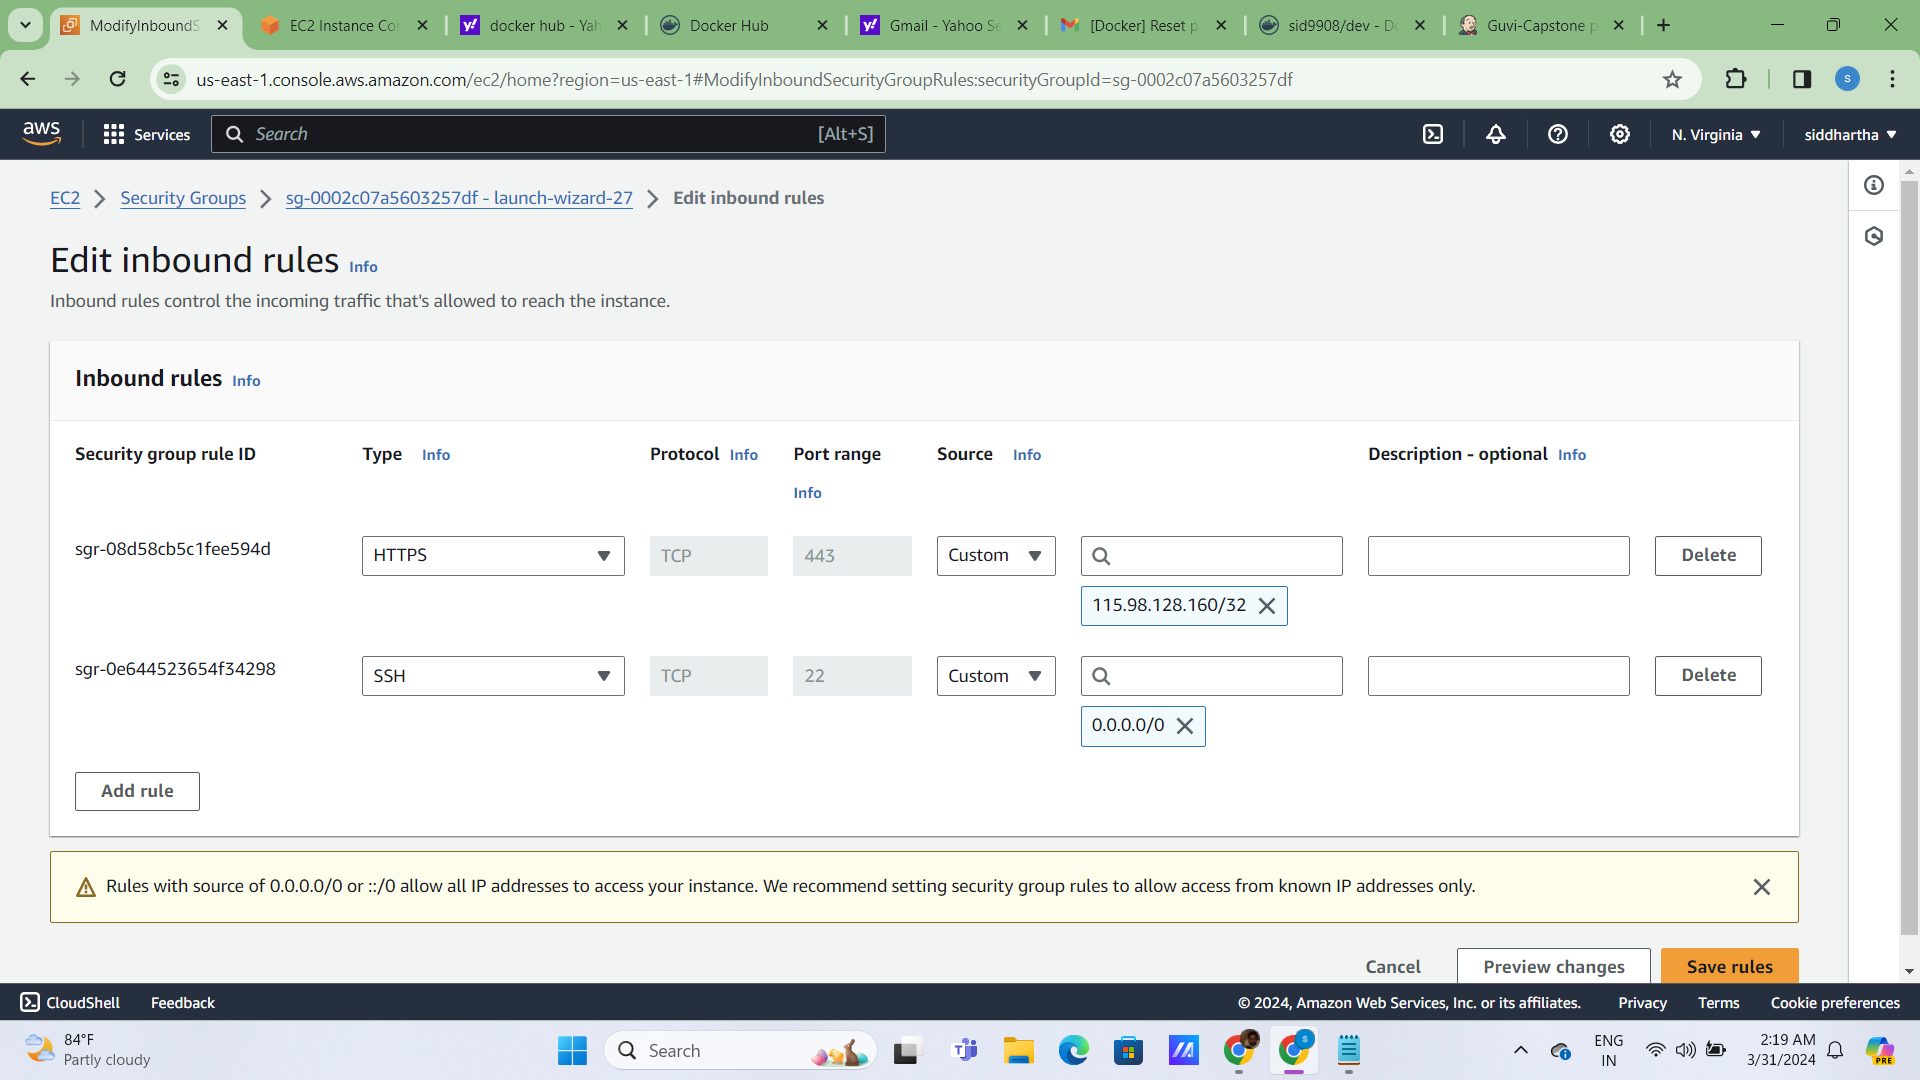 ModifyInboundS
EC2 Instance Con
docker hub - Yah
Docker Hub
Gmail - Yahoo Se
[Docker] Reset p
sid9908/dev - Do
Guvi-Capstone p
us-east-1.console.aws.amazon.com/ec2/home?region=us-east-1#ModifyInboundSecurityGroupRules:securityGroupId=sg-0002c07a5603257df
S
aws
Services
Search
[Alt+S]
N. Virginia
siddhartha
EC2
Security Groups
sg-0002c07a5603257df - launch-wizard-27
Edit inbound rules
Edit inbound rules Info
Inbound rules control the incoming traffic that's allowed to reach the instance.
Inbound rules Info
Security group rule ID
Type Info
Protocol Info
Port range
Info
Source Info
Description - optional Info
sgr-08d58cb5c1fee594d
HTTPS
TCP
443
Custom
Delete
115.98.128.160/32
sgr-0e644523654f34298
SSH
TCP
22
Custom
Delete
0.0.0.0/0
Add rule
Rules with source of 0.0.0.0/0 or ::/0 allow all IP addresses to access your instance. We recommend setting security group rules to allow access from known IP addresses only.
Cancel
Preview changes
Save rules
CloudShell
Feedback
© 2024, Amazon Web Services, Inc. or its affiliates.
Privacy
Terms
Cookie preferences
84°F
Partly cloudy
Search
ENG
IN
2:19 AM
3/31/2024
PRE